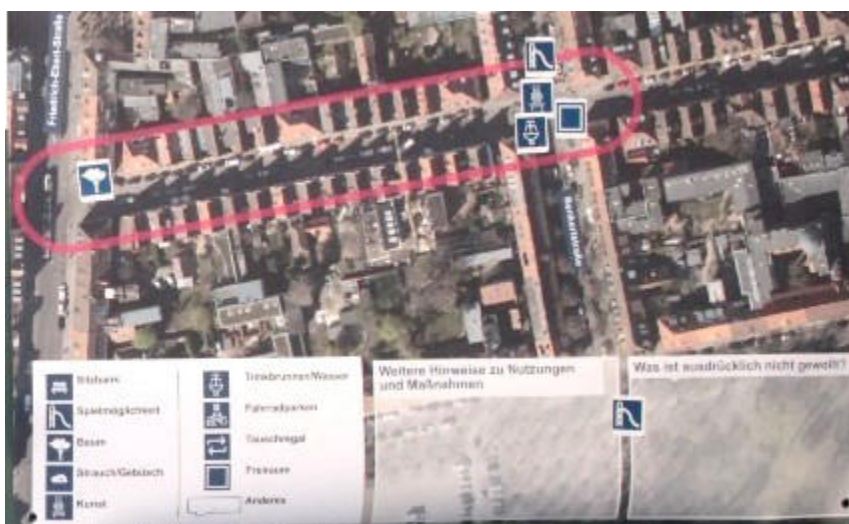 Friedrich-Ebert-Straße
Benkertstraße
Sitzbank
Spielmöglichkeit
Baum
Strauch/Gebüsch
Kunst
Trinkbrunnen/Wasser
Fahrradparken
Tauschregal
Freiraum
Anderes
Weitere Hinweise zu Nutzungen
und Maßnahmen
Was ist ausdrücklich nicht gewollt?